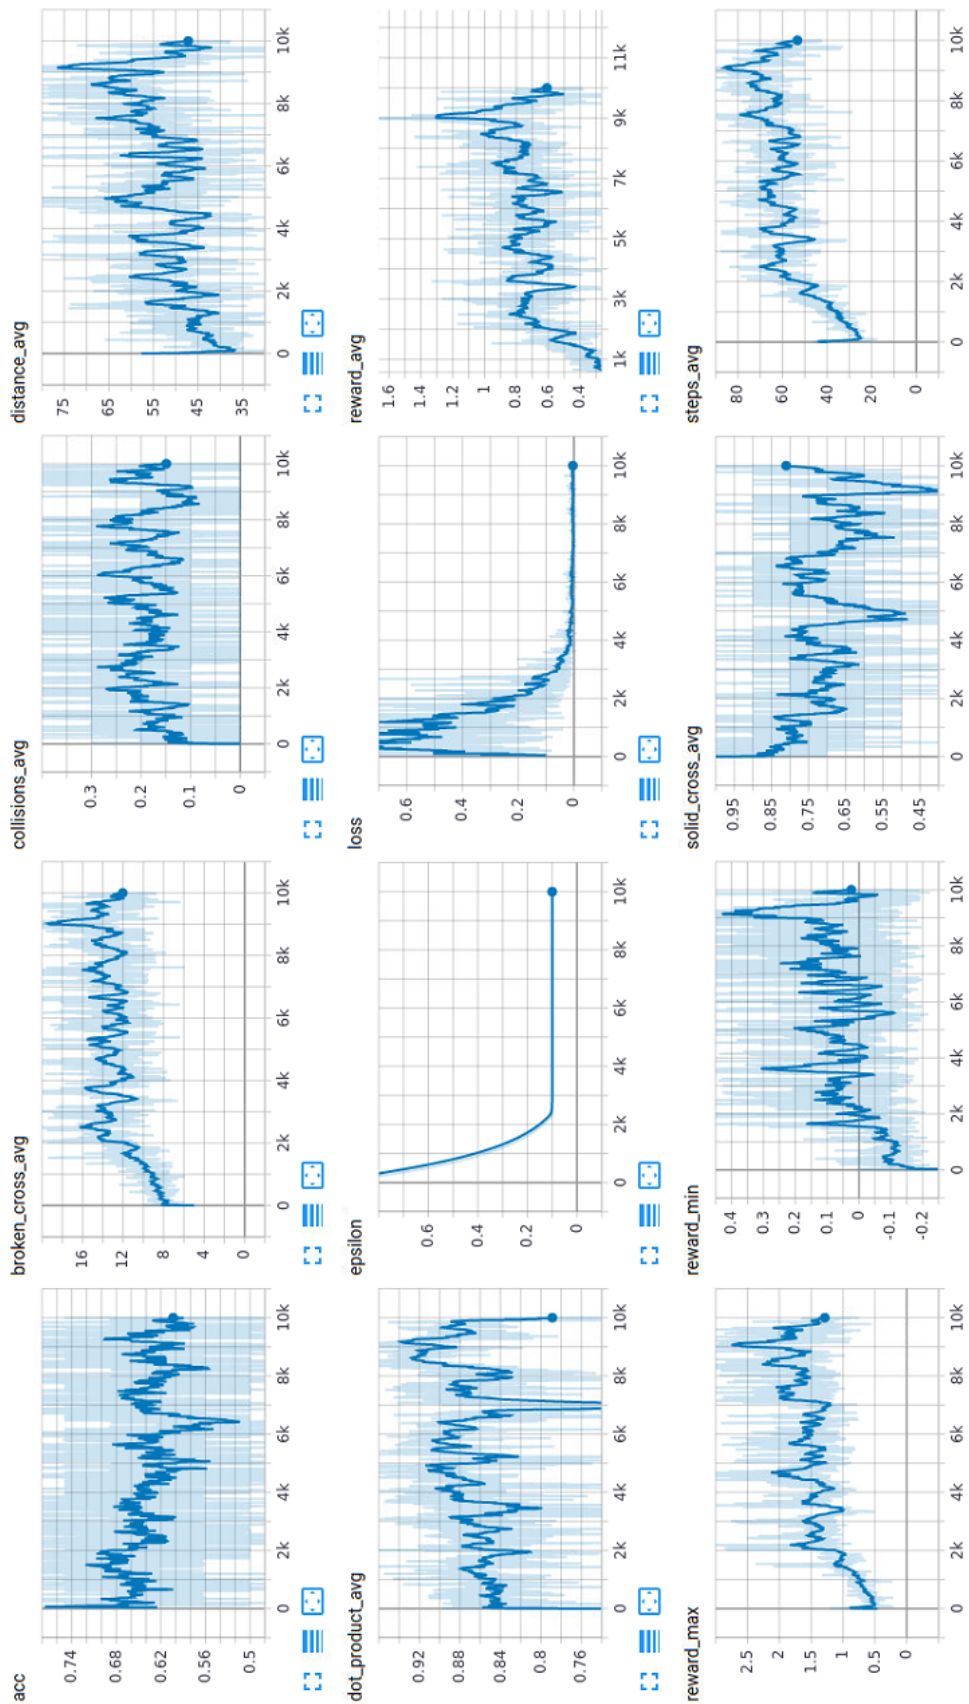 acc
0.74
0.68
0.62
0.56
0.5
0 2k 4k 6k 8k 10k
broken_cross_avg
16
12
8
4
0
0 2k 4k 6k 8k 10k
collisions_avg
0.3
0.2
0.1
0
0 2k 4k 6k 8k 10k
distance_avg
75
65
55
45
35
0 2k 4k 6k 8k 10k
dot_product_avg
0.92
0.88
0.84
0.8
0.76
0 2k 4k 6k 8k 10k
epsilon
0.6
0.4
0.2
0
0 2k 4k 6k 8k 10k
loss
0.6
0.4
0.2
0
0 2k 4k 6k 8k 10k
reward_avg
1.6
1.4
1.2
1
0.8
0.6
0.4
1k 3k 5k 7k 9k 11k
reward_max
2.5
2
1.5
1
0.5
0
0 2k 4k 6k 8k 10k
reward_min
0.4
0.3
0.2
0.1
0
-0.1
-0.2
0 2k 4k 6k 8k 10k
solid_cross_avg
0.95
0.85
0.75
0.65
0.55
0.45
0 2k 4k 6k 8k 10k
steps_avg
80
60
40
20
0
0 2k 4k 6k 8k 10k